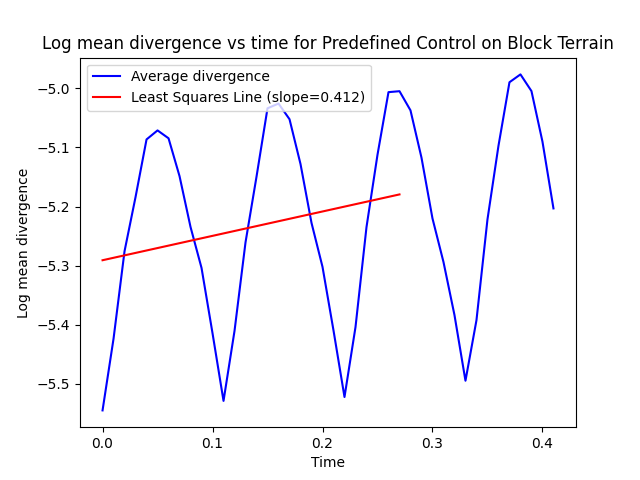 Log mean divergence vs time for Predefined Control on Block Terrain
Average divergence
Least Squares Line (slope=0.412)
Log mean divergence
−5.0
−5.1
−5.2
−5.3
−5.4
−5.5
0.0
0.1
0.2
0.3
0.4
Time